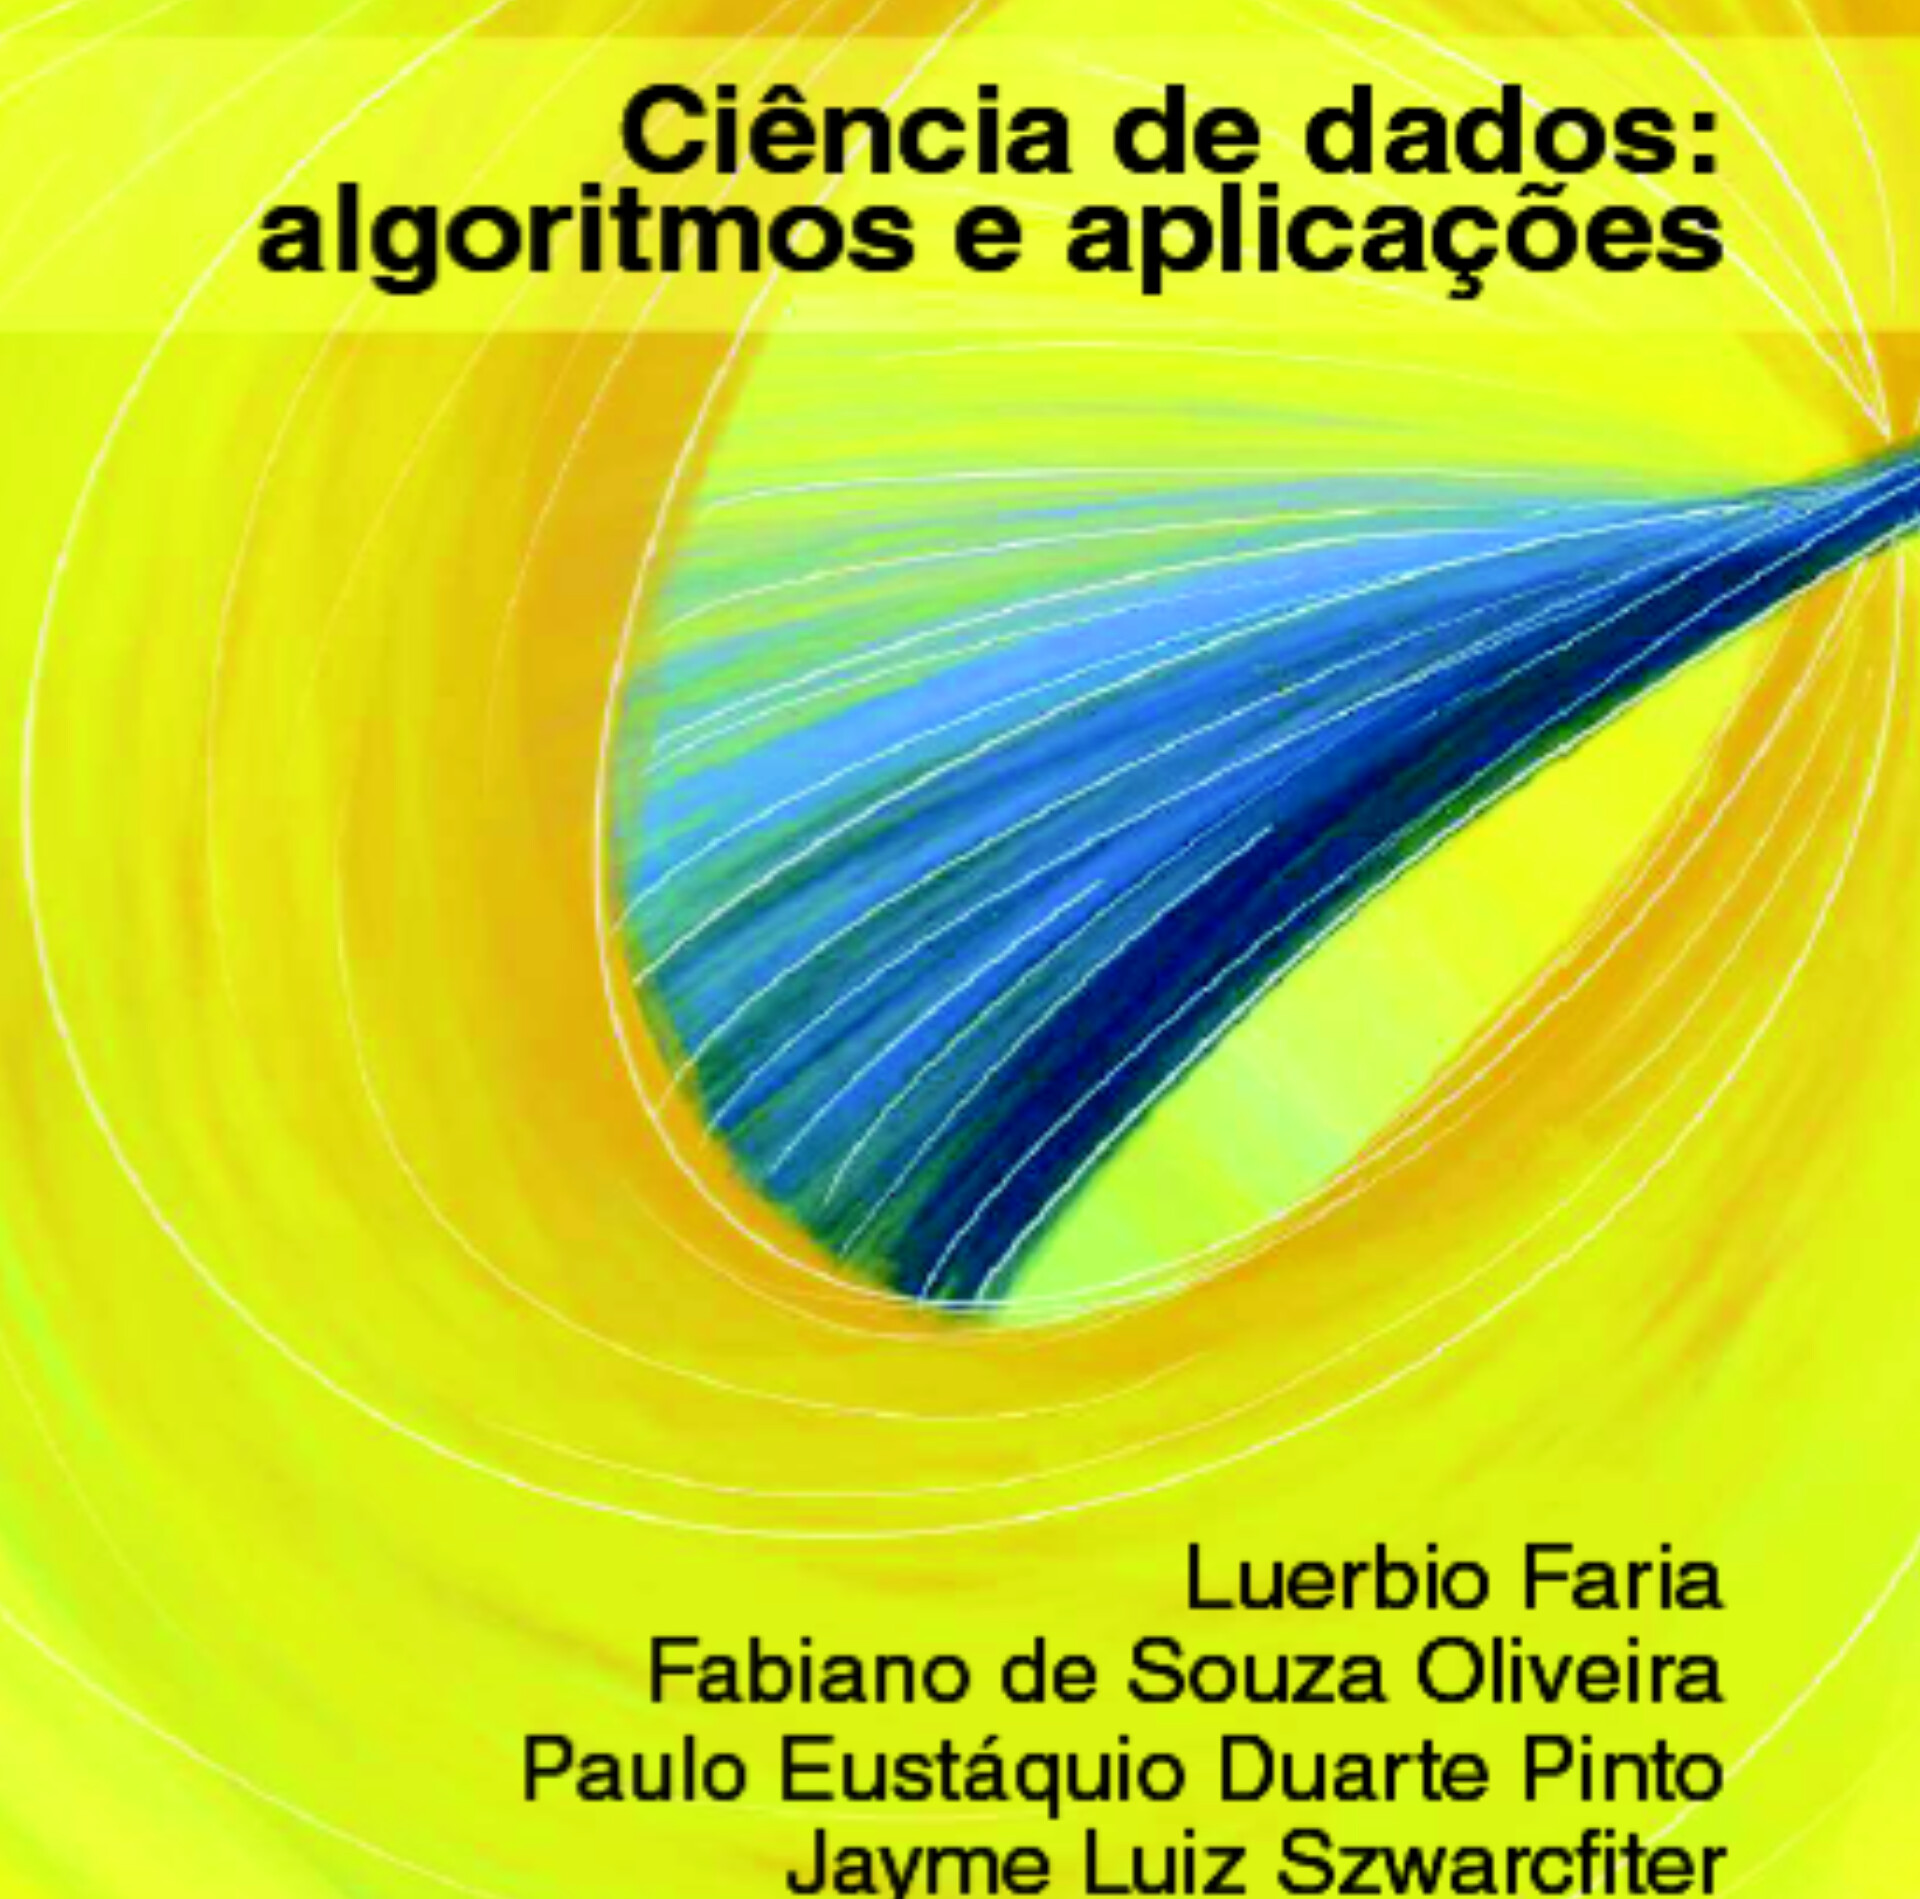 Ciência de dados:
algoritmos e aplicações
Luerbio Faria
Fabiano de Souza Oliveira
Paulo Eustáquio Duarte Pinto
Jayme Luiz Szwarcfiter